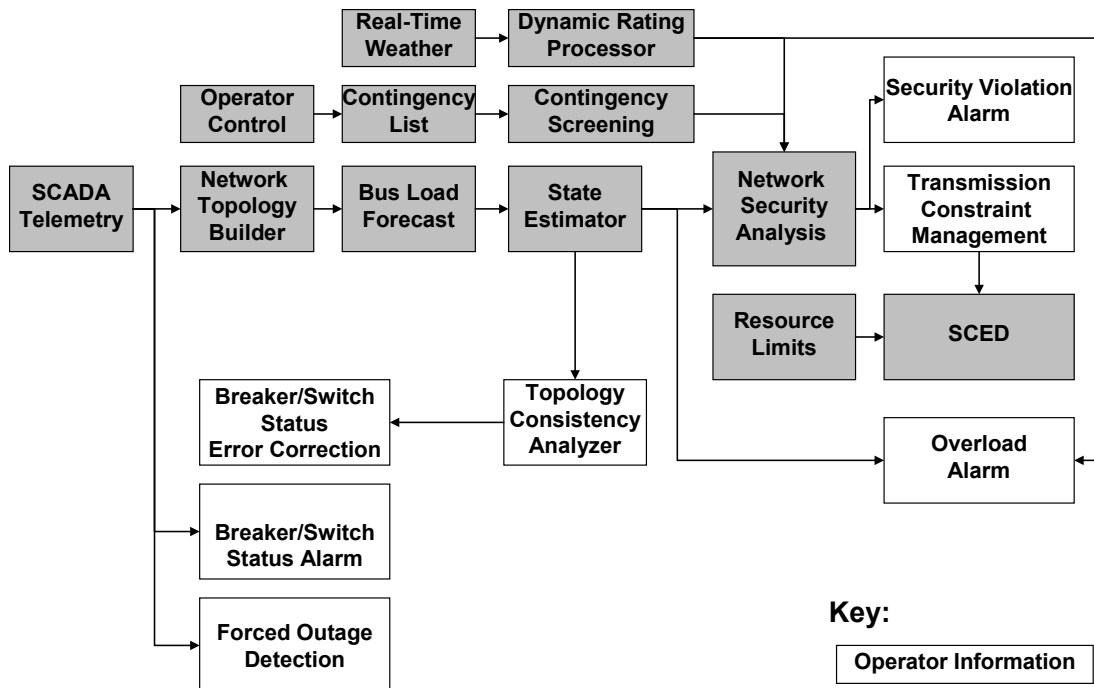 Real-Time
Weather
Dynamic Rating
Processor
Operator
Control
Contingency
List
Contingency
Screening
Security Violation
Alarm
SCADA
Telemetry
Network
Topology
Builder
Bus Load
Forecast
State
Estimator
Network
Security
Analysis
Transmission
Constraint
Management
Resource
Limits
SCED
Breaker/Switch
Status
Error Correction
Topology
Consistency
Analyzer
Overload
Alarm
Breaker/Switch
Status Alarm
Forced Outage
Detection
Key:
Operator Information